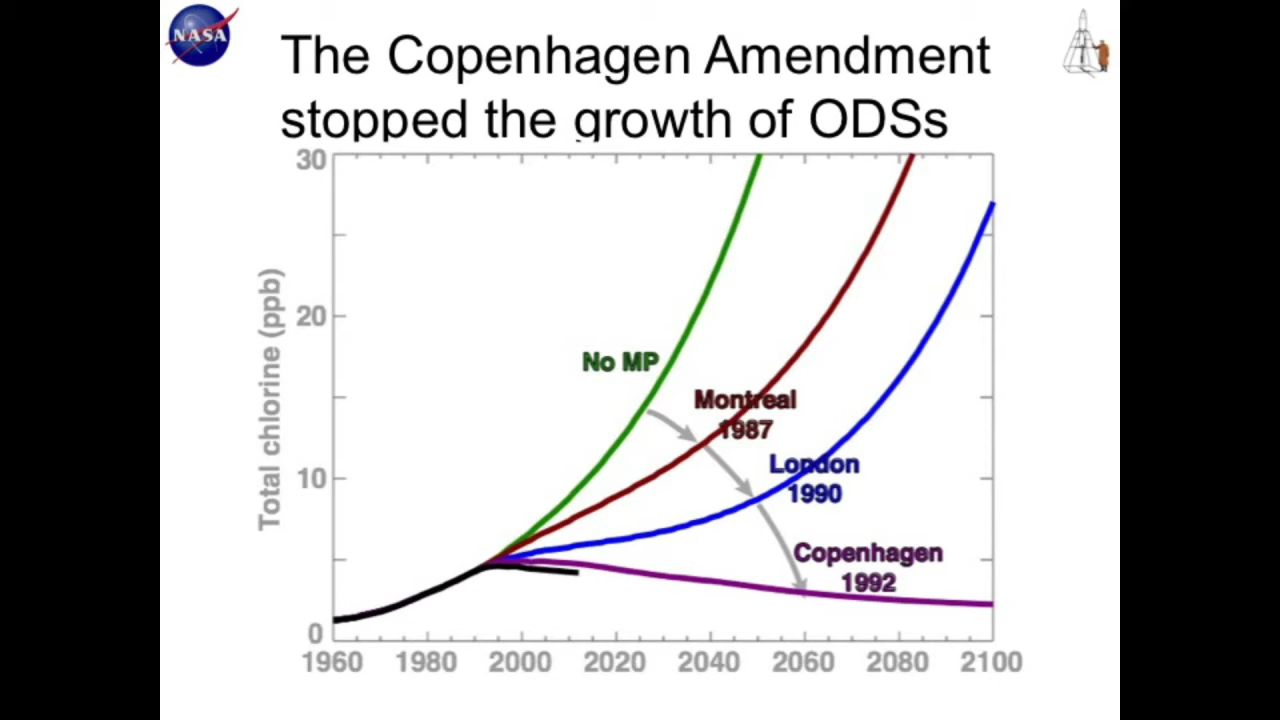 NASA
The Copenhagen Amendment
stopped the growth of ODSs
30
20
10
0
Total chlorine (ppb)
No MP
Montreal
1987
London
1990
Copenhagen
1992
1960 1980 2000 2020 2040 2060 2080 2100